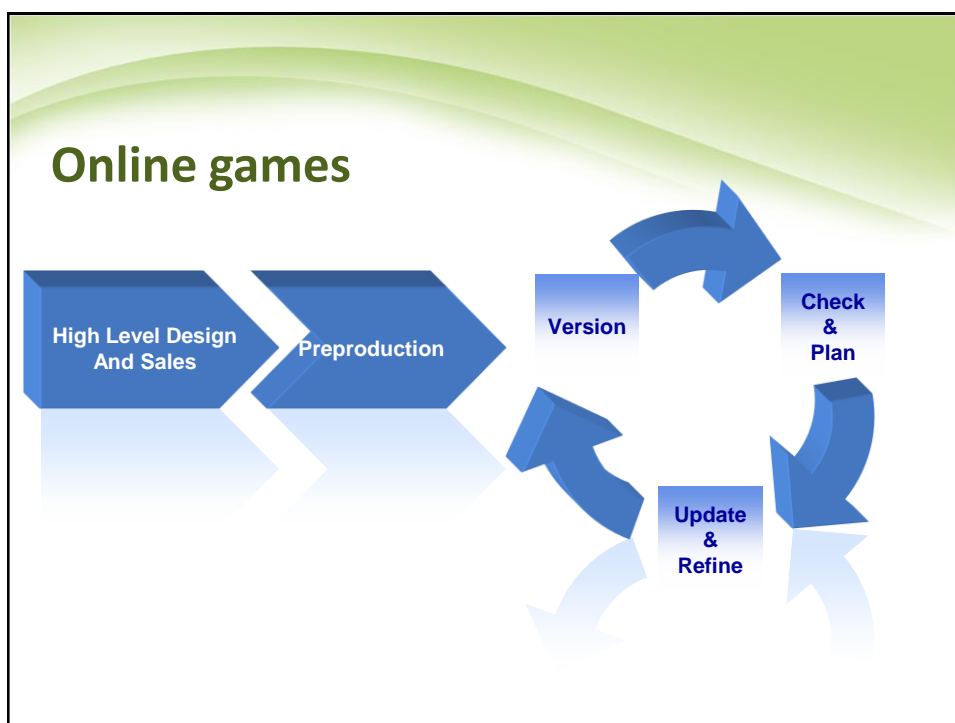 Online games
High Level Design
And Sales
Preproduction
Version
Check
&
Plan
Update
&
Refine